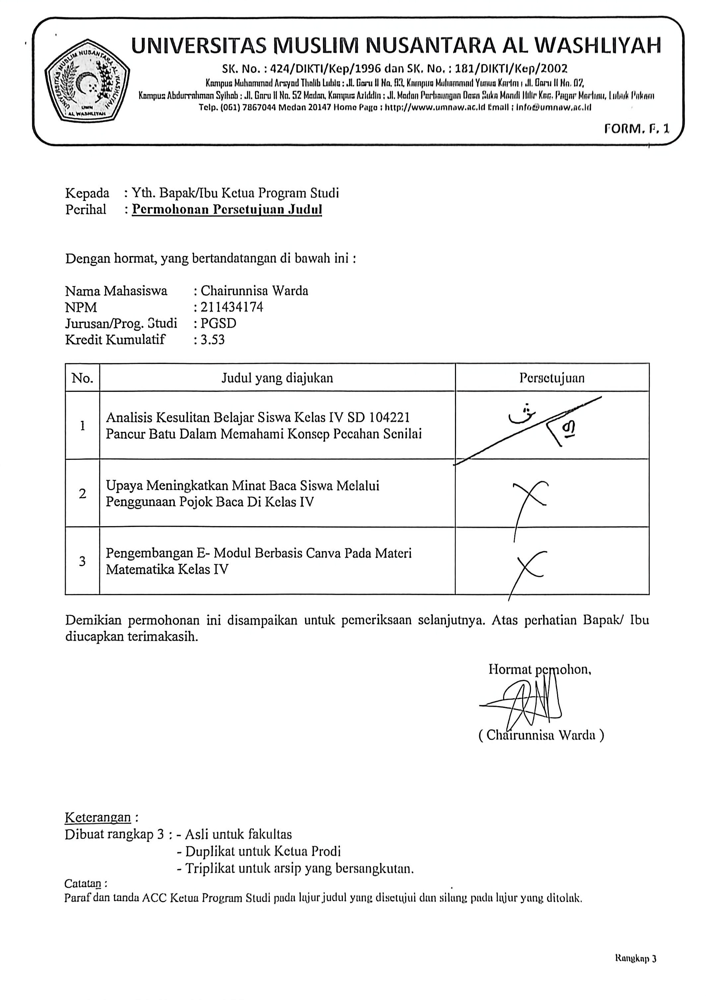 UNIVERSITAS MUSLIM NUSANTARA AL WASHLIYAH
SK. No. : 424/DIKTI/Kep/1996 dan SK. No. : 181/DIKTI/Kep/2002
Kampus Muhammad Arsyad Thalib Lubis : Jl. Garu II No. 93, Kampus Muhammad Yunus Karim : Jl. Garu II No. 02,
Kampus Abdurrahman Syihab : Jl. Garu II No. 52 Medan, Kampus Aziddin : Jl. Medan Perbaungan Desa Suka Mandi Hilir Kec. Pagar Merbau, Lubuk Pakam
Telp. (061) 7867044 Medan 20147 Home Page : http://www.umnaw.ac.id Email : info@umnaw.ac.id
UNIVERSITAS MUSLIM NUSANTARA AL WASHLIYAH
UMN
AL WASHLIYAH
FORM. F. 1
Kepada : Yth. Bapak/Ibu Ketua Program Studi
Perihal : Permohonan Persetujuan Judul
Dengan hormat, yang bertandatangan di bawah ini :
Nama Mahasiswa : Chairunnisa Warda
NPM : 211434174
Jurusan/Prog. Studi : PGSD
Kredit Kumulatif : 3.53
No. Judul yang diajukan Persetujuan
1 Analisis Kesulitan Belajar Siswa Kelas IV SD 104221
Pancur Batu Dalam Memahami Konsep Pecahan Senilai
2 Upaya Meningkatkan Minat Baca Siswa Melalui
Penggunaan Pojok Baca Di Kelas IV
3 Pengembangan E- Modul Berbasis Canva Pada Materi
Matematika Kelas IV
Demikian permohonan ini disampaikan untuk pemeriksaan selanjutnya. Atas perhatian Bapak/ Ibu
diucapkan terimakasih.
Hormat pemohon,
( Chairunnisa Warda )
Keterangan :
Dibuat rangkap 3 : - Asli untuk fakultas
- Duplikat untuk Ketua Prodi
- Triplikat untuk arsip yang bersangkutan.
Catatan :
Paraf dan tanda ACC Ketua Program Studi pada lajur judul yang disetujui dan silang pada lajur yang ditolak.
Rangkap 3